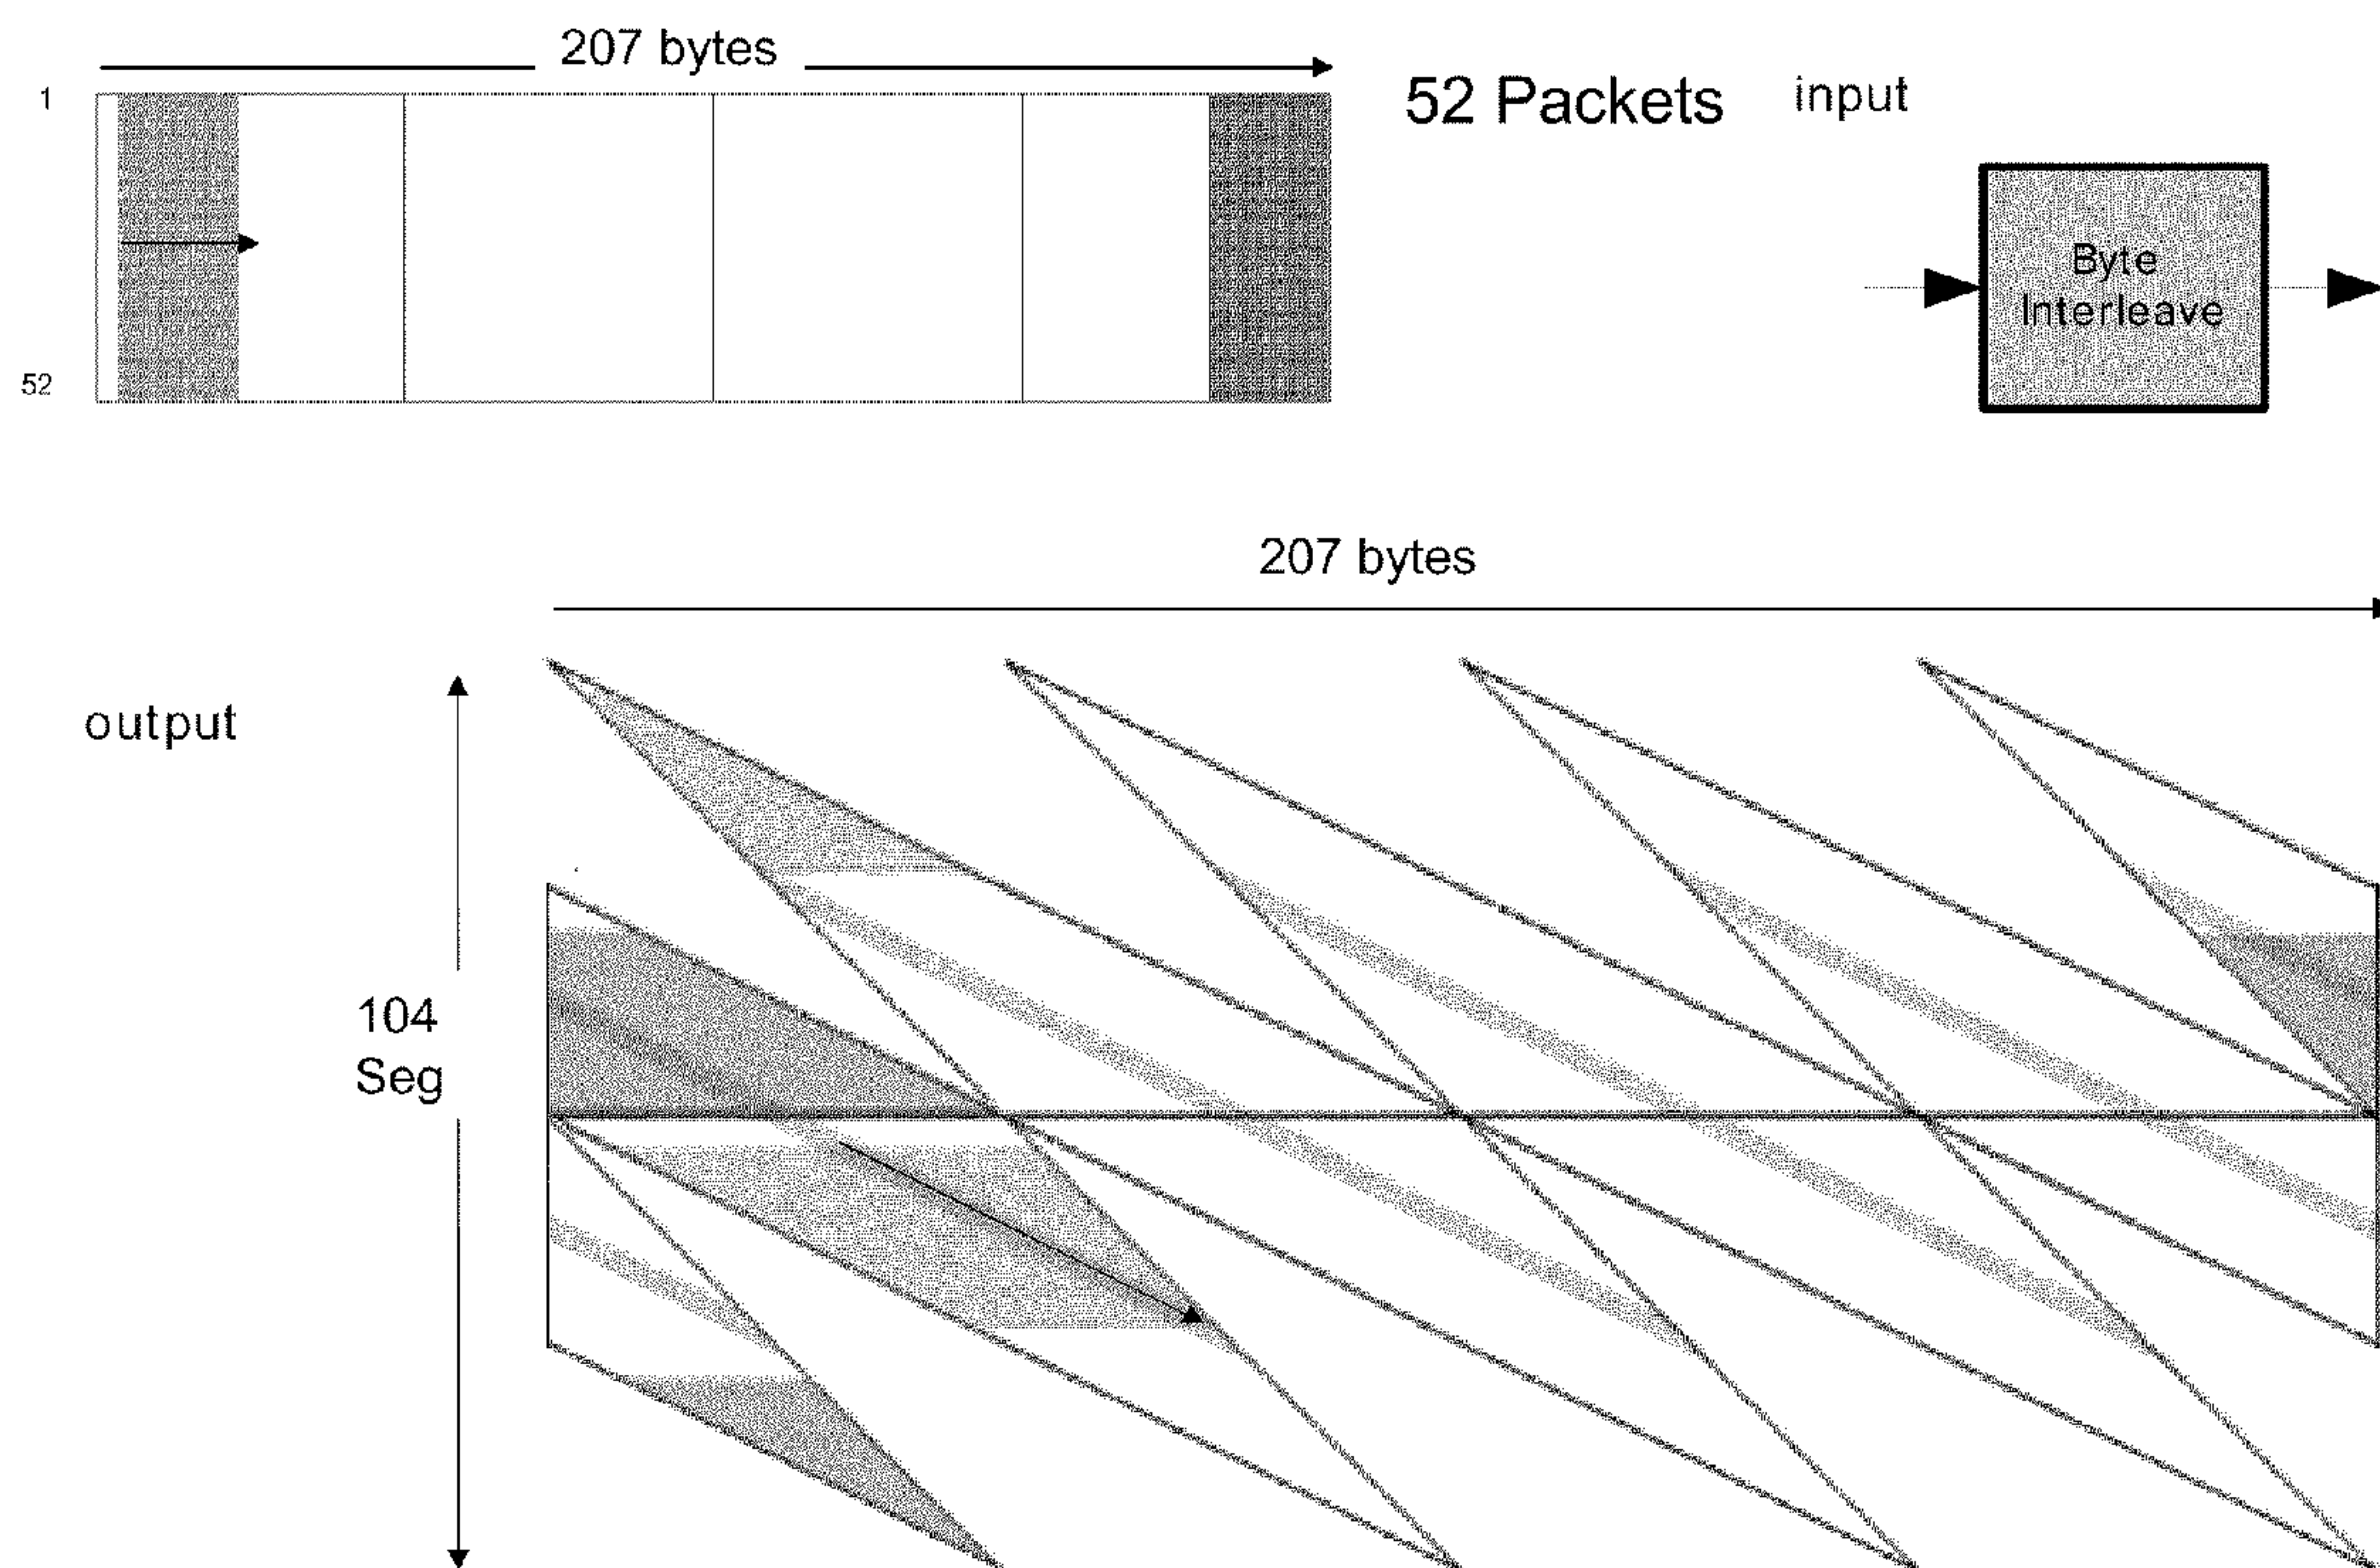 207 bytes
1
52 Packets
input
52
Byte
Interleave
207 bytes
output
104
Seg